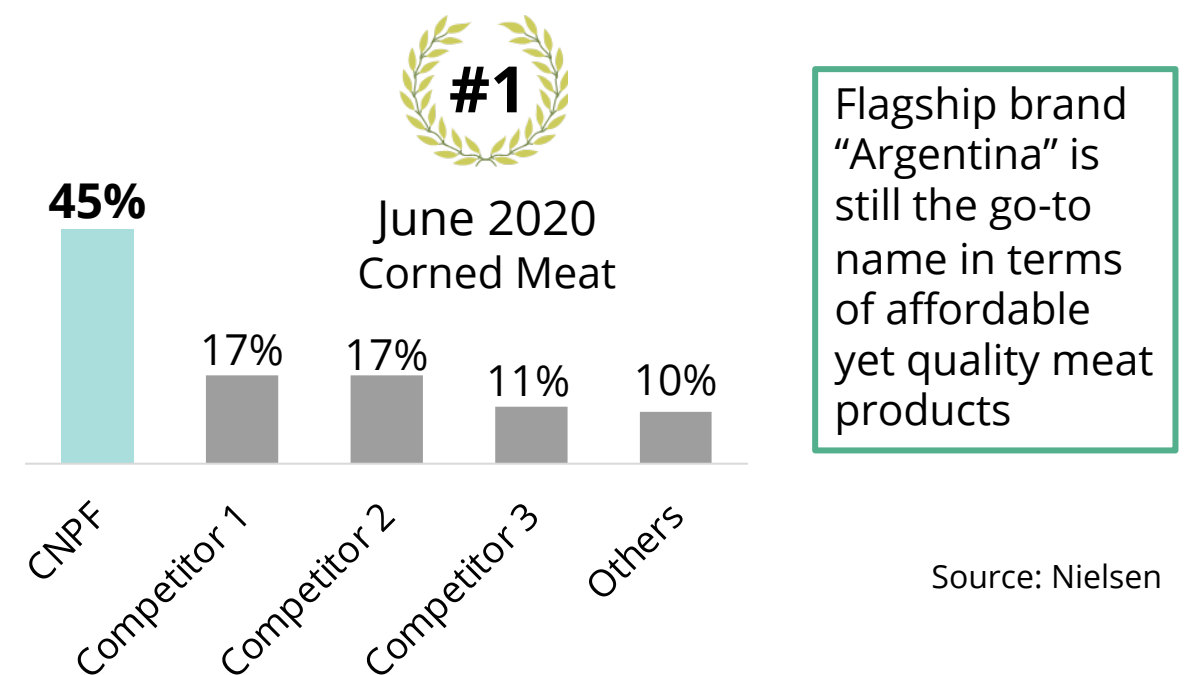 #1
June 2020
Corned Meat
45%
17%
17%
11%
10%
CNPF
Competitor 1
Competitor 2
Competitor 3
Others
Flagship brand
“Argentina” is
still the go-to
name in terms
of affordable
yet quality meat
products
Source: Nielsen